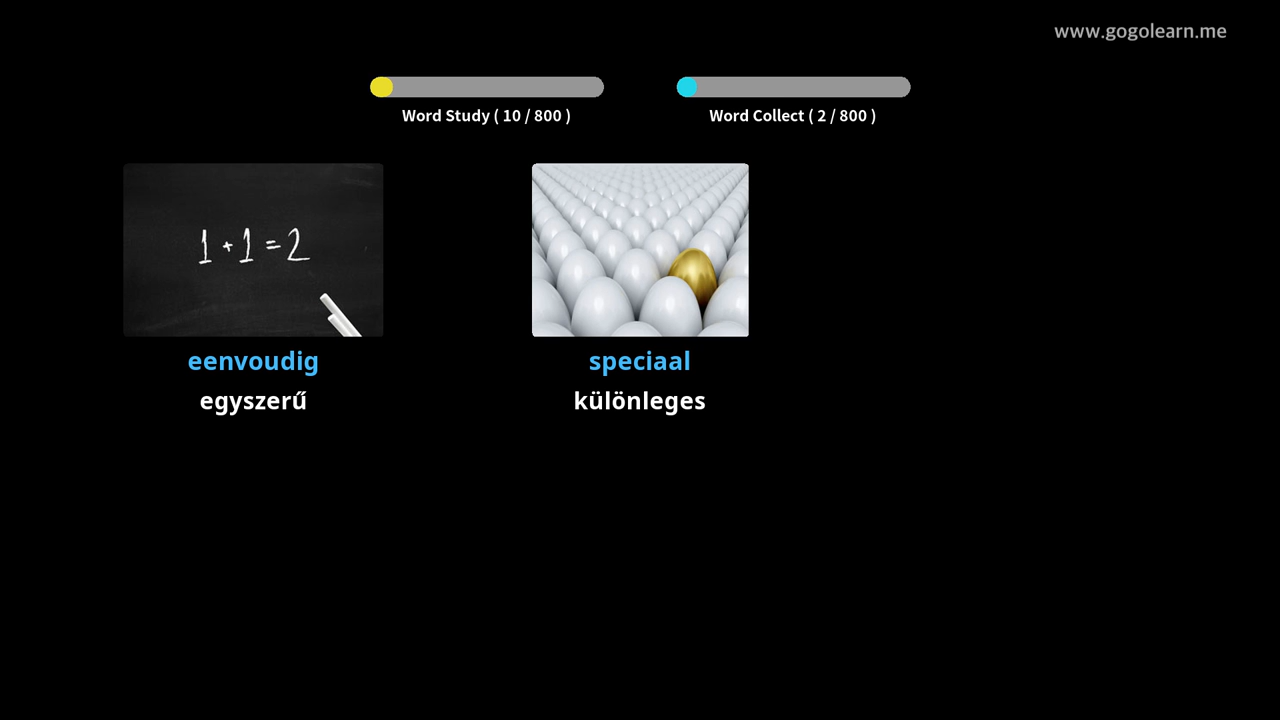 www.gogolearn.me
Word Study ( 10 / 800 )
Word Collect ( 2 / 800 )
1 + 1 = 2
eenvoudig
egyszerű
speciaal
különleges